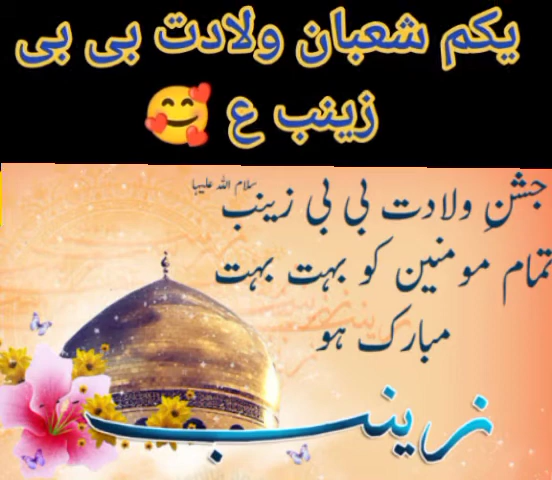 یکم شعبان ولادت بی بی
زینب ع 🥰
جشنِ ولادت بی بی زینب سلام اللہ علیہا
تمام مومنین کو بہت بہت
مبارک ہو
زینب